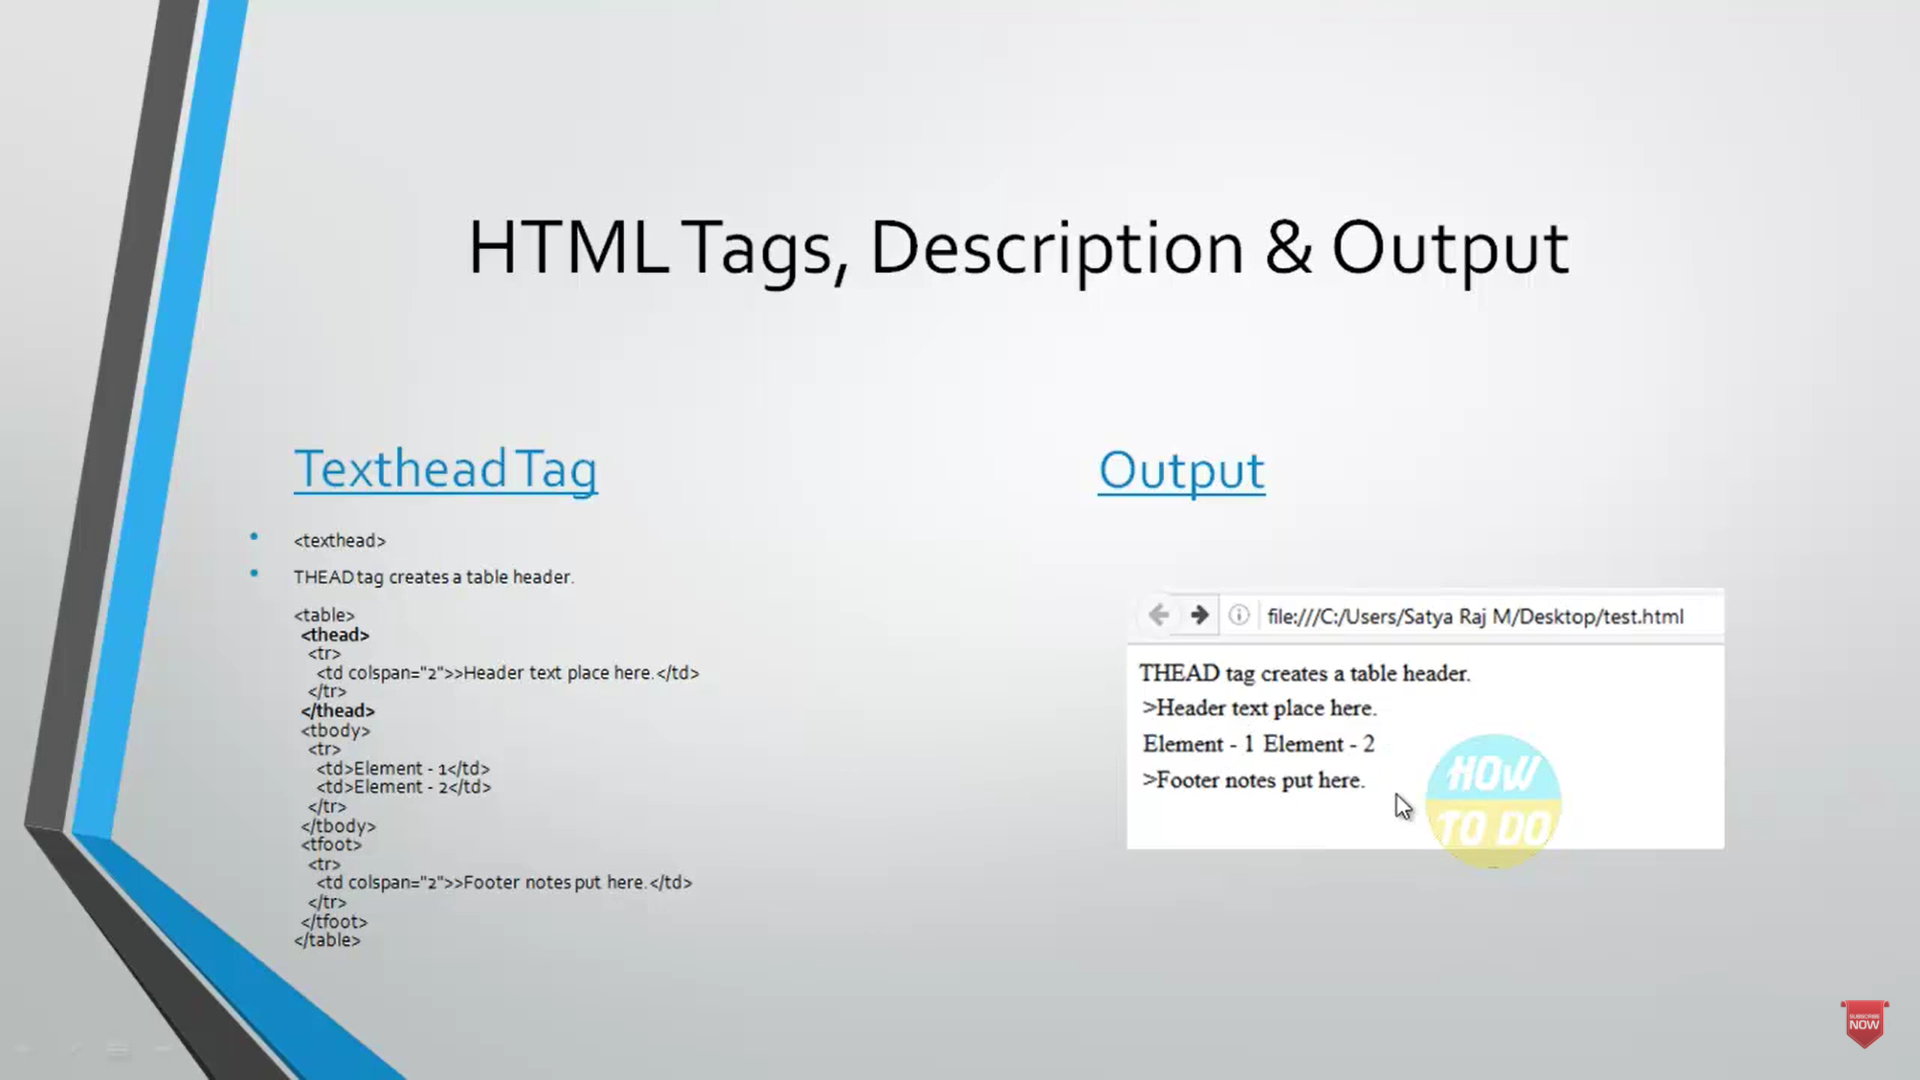 HTML Tags, Description & Output
Texthead Tag
<texthead>
THEAD tag creates a table header.
<table>
<thead>
<tr>
<td colspan="2">>Header text place here.</td>
</tr>
</thead>
<tbody>
<tr>
<td>Element - 1</td>
<td>Element - 2</td>
</tr>
</tbody>
<tfoot>
<tr>
<td colspan="2">>Footer notes put here.</td>
</tr>
</tfoot>
</table>
Output
file:///C:/Users/Satya Raj M/Desktop/test.html
THEAD tag creates a table header.
>Header text place here.
Element - 1 Element - 2
>Footer notes put here.
HOW
TO DO
SUBSCRIBE
NOW